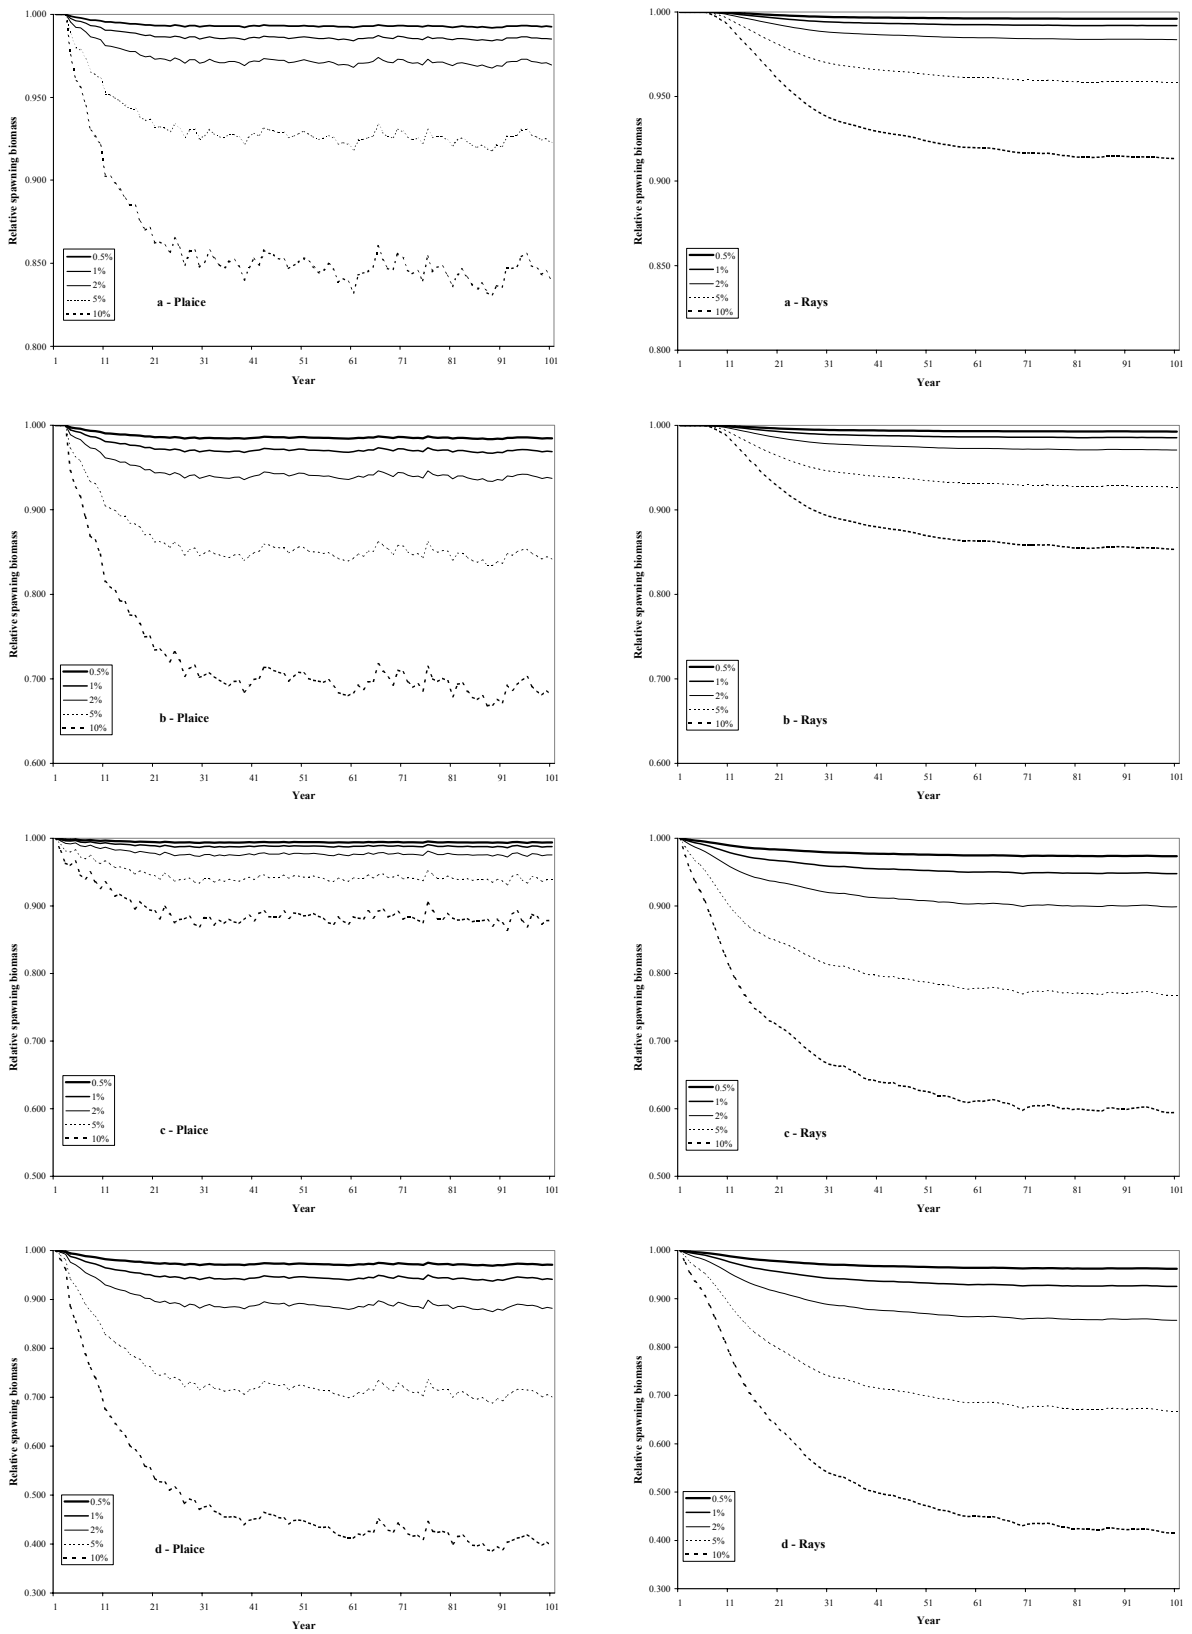 1.000
0.950
0.900
0.850
0.800
Relative spawning biomass
0.5%
1%
2%
5%
10%
a - Plaice
1 11 21 31 41 51 61 71 81 91 101
Year
1.000
0.950
0.900
0.850
0.800
Relative spawning biomass
0.5%
1%
2%
5%
10%
a - Rays
1 11 21 31 41 51 61 71 81 91 101
Year
1.000
0.900
0.800
0.700
0.600
Relative spawning biomass
0.5%
1%
2%
5%
10%
b - Plaice
1 11 21 31 41 51 61 71 81 91 101
Year
1.000
0.900
0.800
0.700
0.600
Relative spawning biomass
0.5%
1%
2%
5%
10%
b - Rays
1 11 21 31 41 51 61 71 81 91 101
Year
1.000
0.900
0.800
0.700
0.600
0.500
Relative spawning biomass
0.5%
1%
2%
5%
10%
c - Plaice
1 11 21 31 41 51 61 71 81 91 101
Year
1.000
0.900
0.800
0.700
0.600
0.500
Relative spawning biomass
0.5%
1%
2%
5%
10%
c - Rays
1 11 21 31 41 51 61 71 81 91 101
Year
1.000
0.900
0.800
0.700
0.600
0.500
0.400
0.300
Relative spawning biomass
0.5%
1%
2%
5%
10%
d - Plaice
1 11 21 31 41 51 61 71 81 91 101
Year
1.000
0.900
0.800
0.700
0.600
0.500
0.400
0.300
Relative spawning biomass
0.5%
1%
2%
5%
10%
d - Rays
1 11 21 31 41 51 61 71 81 91 101
Year